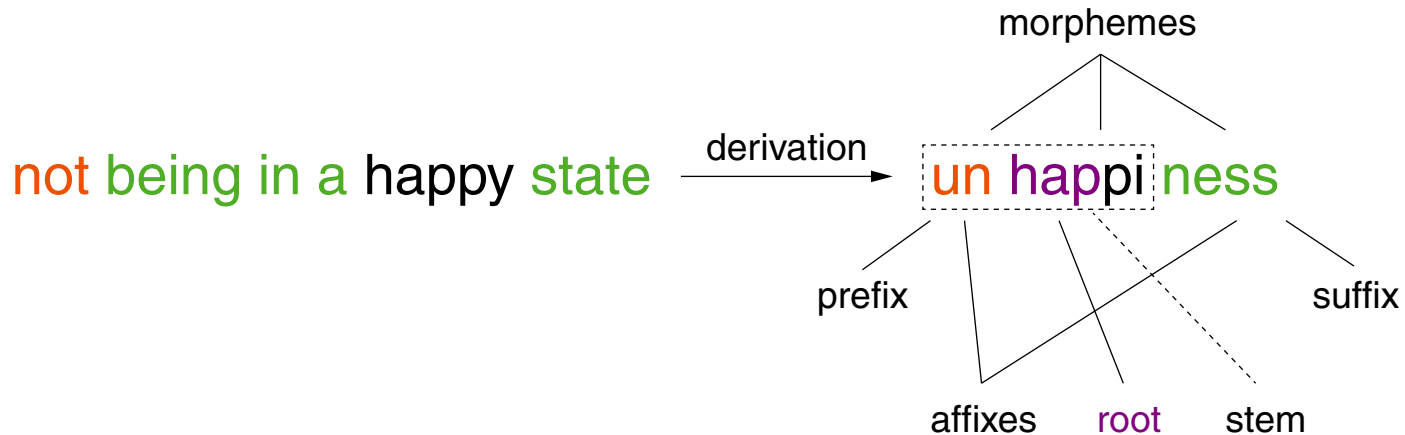 morphemes
derivation
not being in a happy state
un happi ness
prefix
suffix
affixes root stem